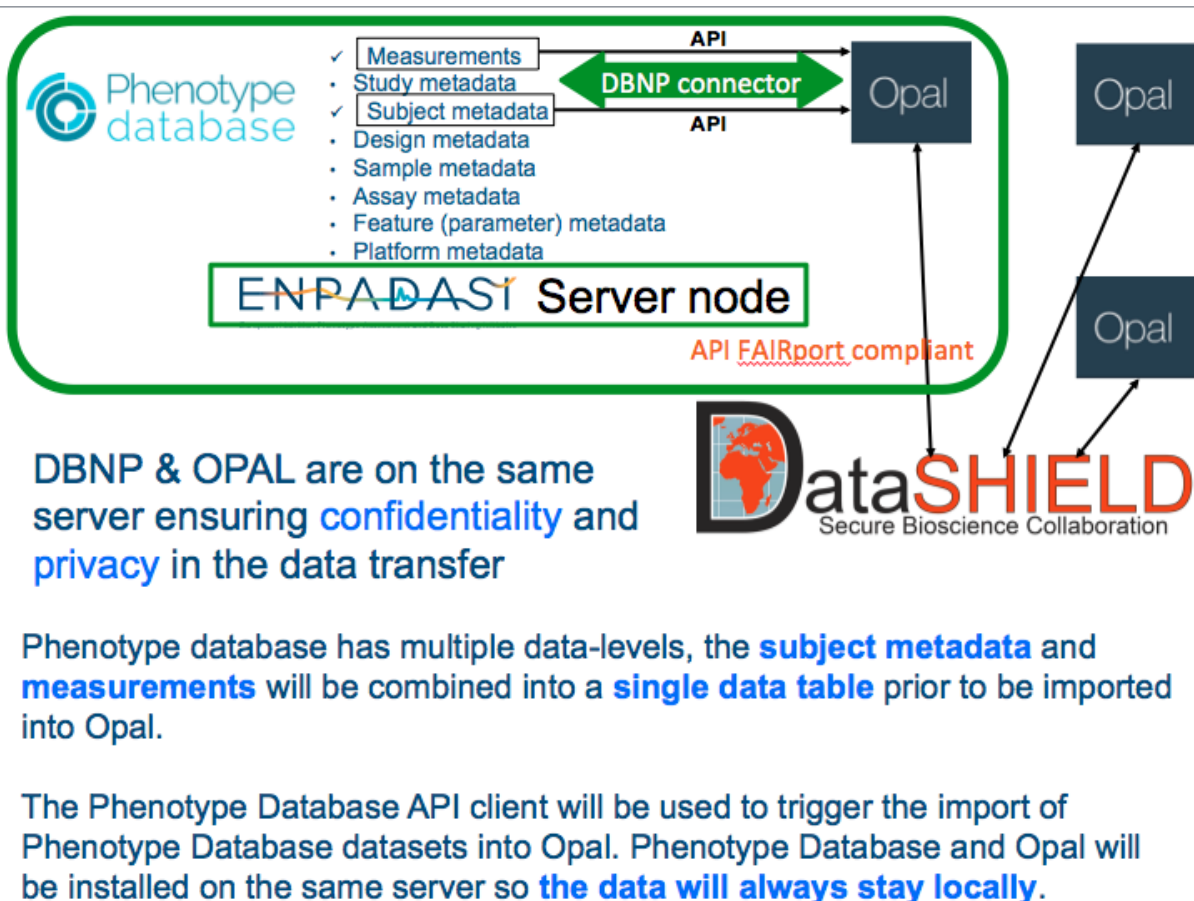 Phenotype
database
✓ Measurements
• Study metadata
✓ Subject metadata
• Design metadata
• Sample metadata
• Assay metadata
• Feature (parameter) metadata
• Platform metadata
API
DBNP connector
API
Opal
Opal
Opal
ENPADASI Server node
API FAIRport compliant
DataSHIELD
Secure Bioscience Collaboration
DBNP & OPAL are on the same
server ensuring confidentiality and
privacy in the data transfer
Phenotype database has multiple data-levels, the subject metadata and
measurements will be combined into a single data table prior to be imported
into Opal.
The Phenotype Database API client will be used to trigger the import of
Phenotype Database datasets into Opal. Phenotype Database and Opal will
be installed on the same server so the data will always stay locally.